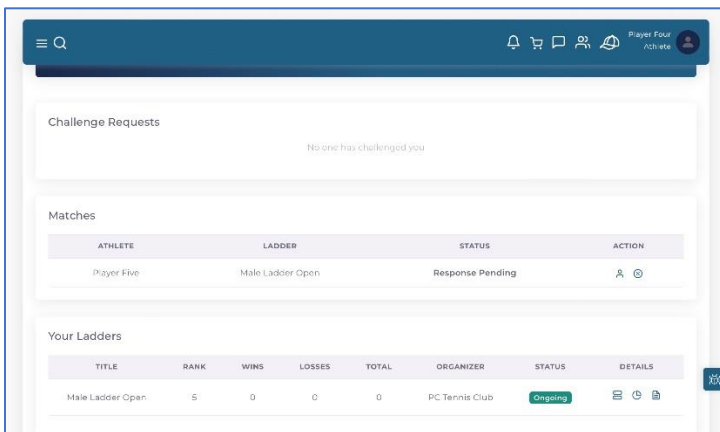 Player Four
Athlete
Challenge Requests
No one has challenged you
Matches
ATHLETE LADDER STATUS ACTION
Player Five Male Ladder Open Response Pending
Your Ladders
TITLE RANK WINS LOSSES TOTAL ORGANIZER STATUS DETAILS
Male Ladder Open 5 0 0 0 PC Tennis Club Ongoing